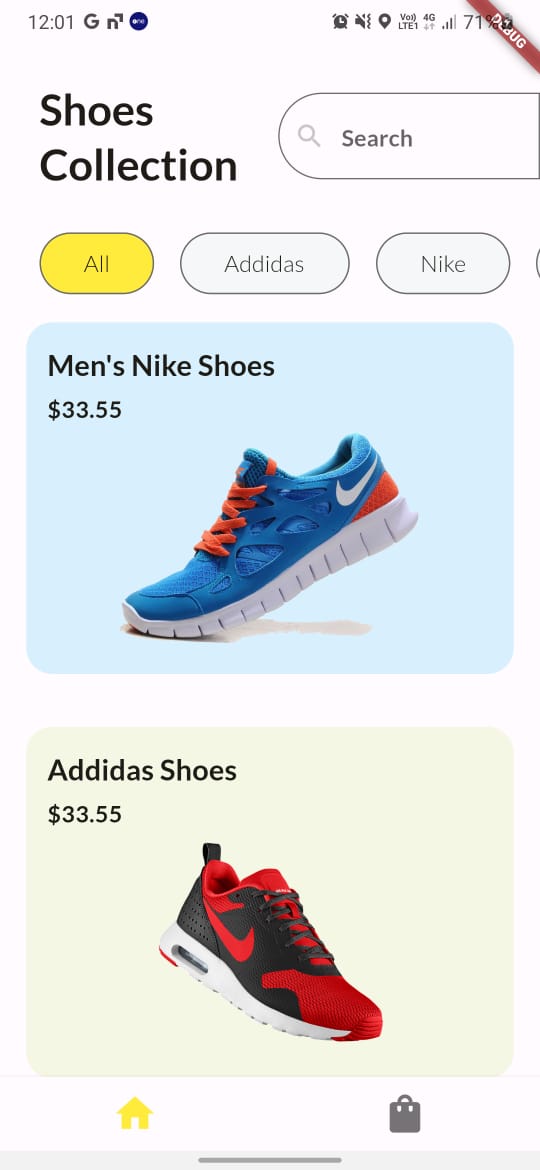 12:01
one
Vo)) 4G
LTE1
71%
DEBUG
Shoes
Collection
Search
All
Addidas
Nike
Men's Nike Shoes
$33.55
Addidas Shoes
$33.55